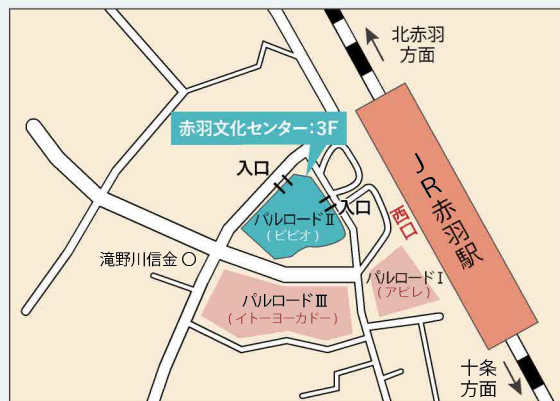 北赤羽
方面
赤羽文化センター:3F
入口
入口
パルロードⅡ
(ビビオ)
JR赤羽駅
西口
滝野川信金
パルロードⅠ
(アピレ)
パルロードⅢ
(イトーヨーカドー)
十条
方面